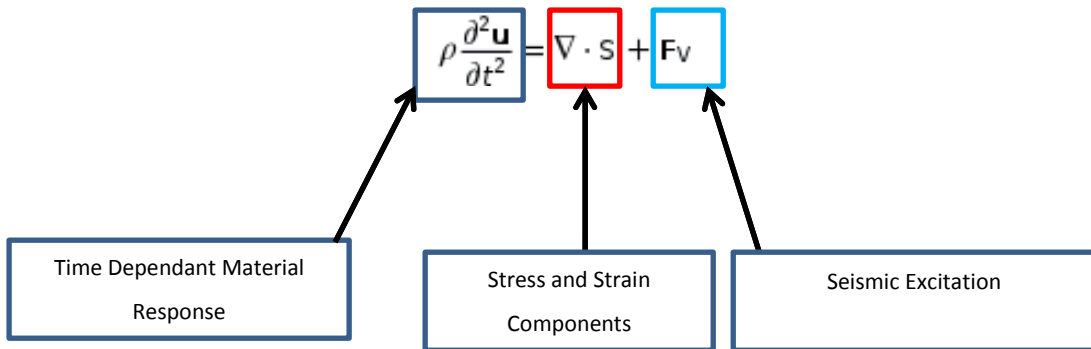 ρ ∂²u/∂t² = ∇ · S + Fv
Time Dependant Material
Response
Stress and Strain
Components
Seismic Excitation